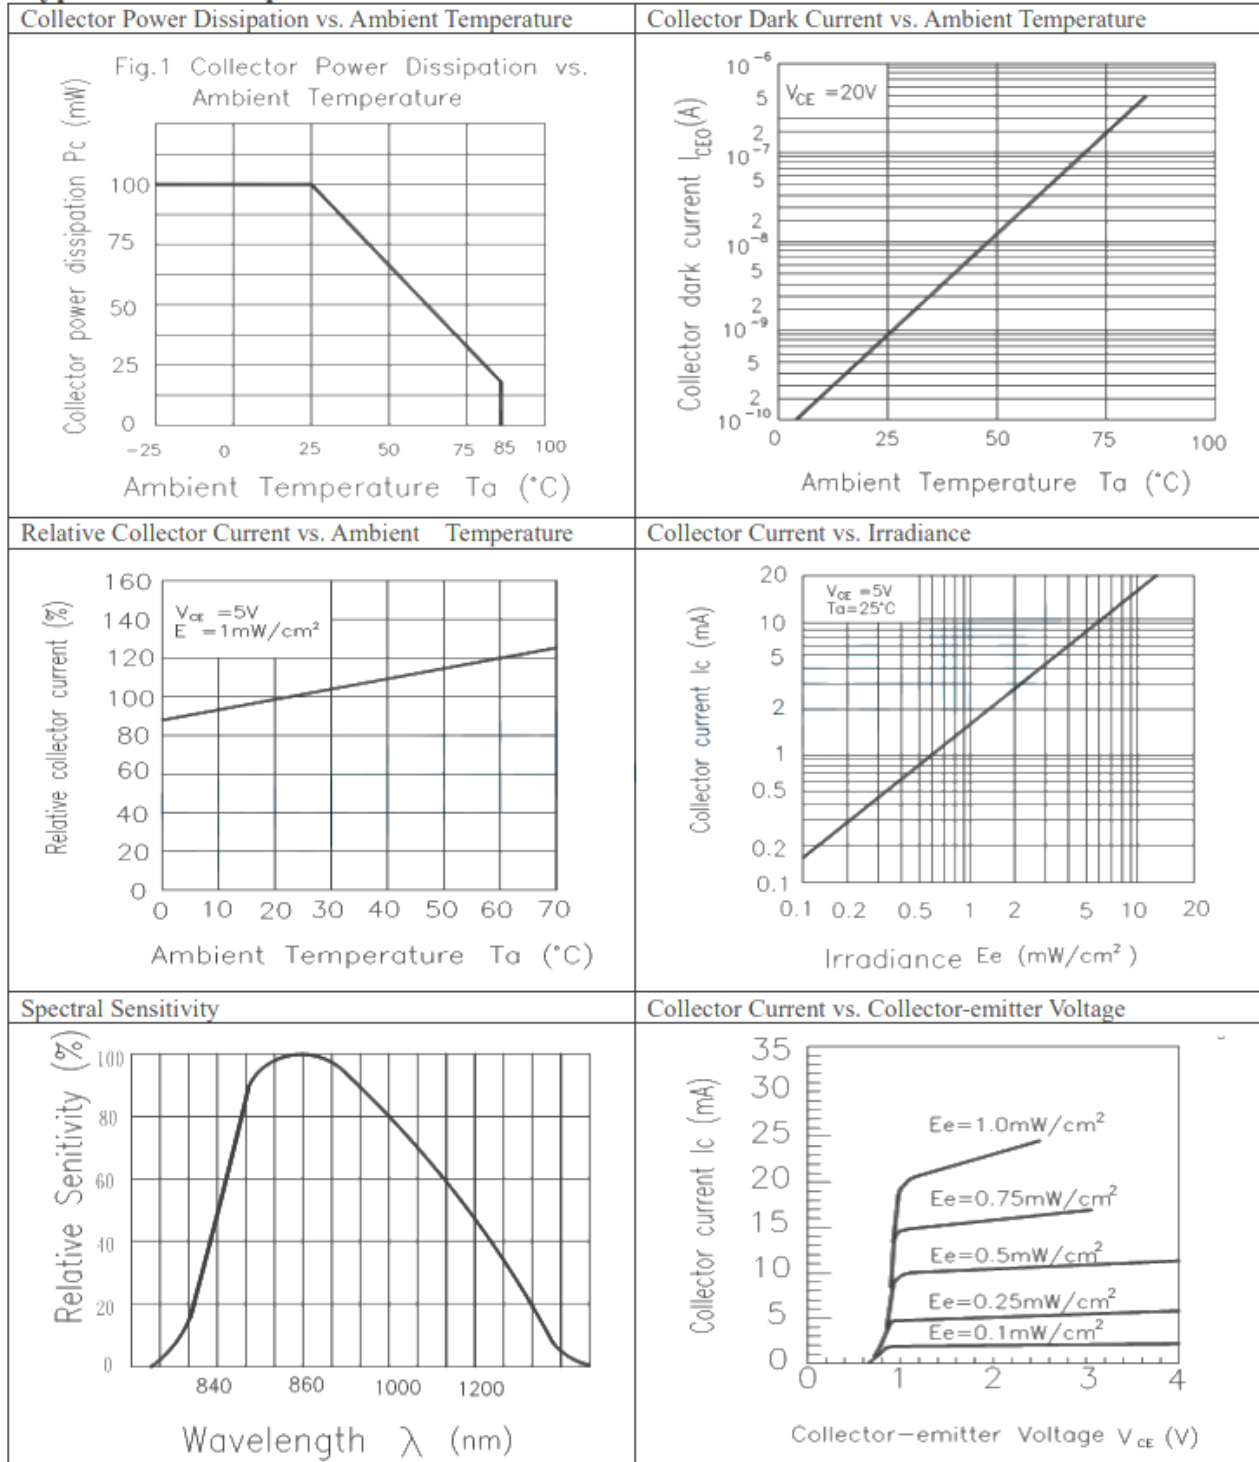 Collector Power Dissipation vs. Ambient Temperature
Fig.1 Collector Power Dissipation vs.
Ambient Temperature
Collector power dissipation Pc (mW)
100
75
50
25
0
-25 0 25 50 75 85 100
Ambient Temperature Ta (°C)
Collector Dark Current vs. Ambient Temperature
V_CE =20V
Collector dark current I_CEO(A)
10⁻⁶
5
2
10⁻⁷
5
2
10⁻⁸
5
2
10⁻⁹
5
2
10⁻¹⁰
0 25 50 75 100
Ambient Temperature Ta (°C)
Relative Collector Current vs. Ambient Temperature
V_CE =5V
E =1mW/cm²
Relative collector current (%)
160
140
120
100
80
60
40
20
0
0 10 20 30 40 50 60 70
Ambient Temperature Ta (°C)
Collector Current vs. Irradiance
V_CE =5V
Ta=25°C
Collector current Ic (mA)
20
10
5
2
1
0.5
0.2
0.1
0.1 0.2 0.5 1 2 5 10 20
Irradiance Ee (mW/cm²)
Spectral Sensitivity
Relative Senitivity (%)
100
80
60
40
20
0
840 860 1000 1200
Wavelength λ (nm)
Collector Current vs. Collector-emitter Voltage
Collector current Ic (mA)
35
30
25
20
15
10
5
0
Ee=1.0mW/cm²
Ee=0.75mW/cm²
Ee=0.5mW/cm²
Ee=0.25mW/cm²
Ee=0.1mW/cm²
0 1 2 3 4
Collector-emitter Voltage V_CE (V)